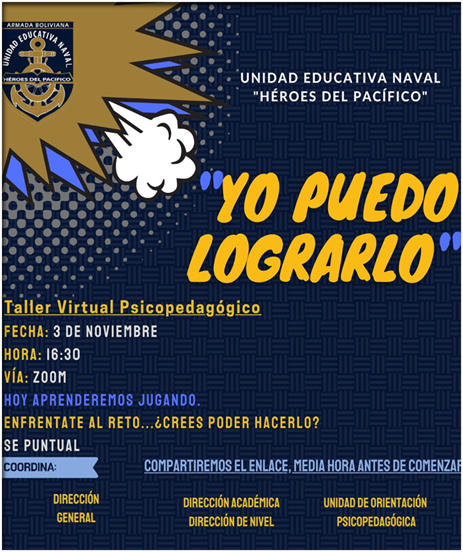 ARMADA BOLIVIANA
UNIDAD EDUCATIVA NAVAL
HÉROES DEL PACÍFICO
UNIDAD EDUCATIVA NAVAL
"HÉROES DEL PACÍFICO"
"YO PUEDO
LOGRARLO"
Taller Virtual Psicopedagógico
FECHA: 3 DE NOVIEMBRE
HORA: 16:30
VÍA: ZOOM
HOY APRENDEREMOS JUGANDO.
ENFRENTATE AL RETO...¿CREES PODER HACERLO?
SE PUNTUAL
COORDINA:
COMPARTIREMOS EL ENLACE, MEDIA HORA ANTES DE COMENZAR
DIRECCIÓN
GENERAL
DIRECCIÓN ACADÉMICA
DIRECCIÓN DE NIVEL
UNIDAD DE ORIENTACIÓN
PSICOPEDAGÓGICA